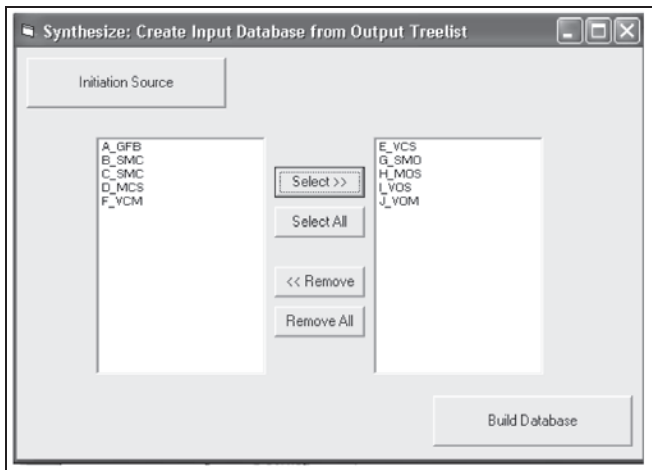 Synthesize: Create Input Database from Output Treelist
Initiation Source
A_GFB
B_SMC
C_SMC
D_MCS
F_VCM
Select >>
Select All
<< Remove
Remove All
E_VCS
G_SMO
H_MOS
I_VOS
J_VOM
Build Database